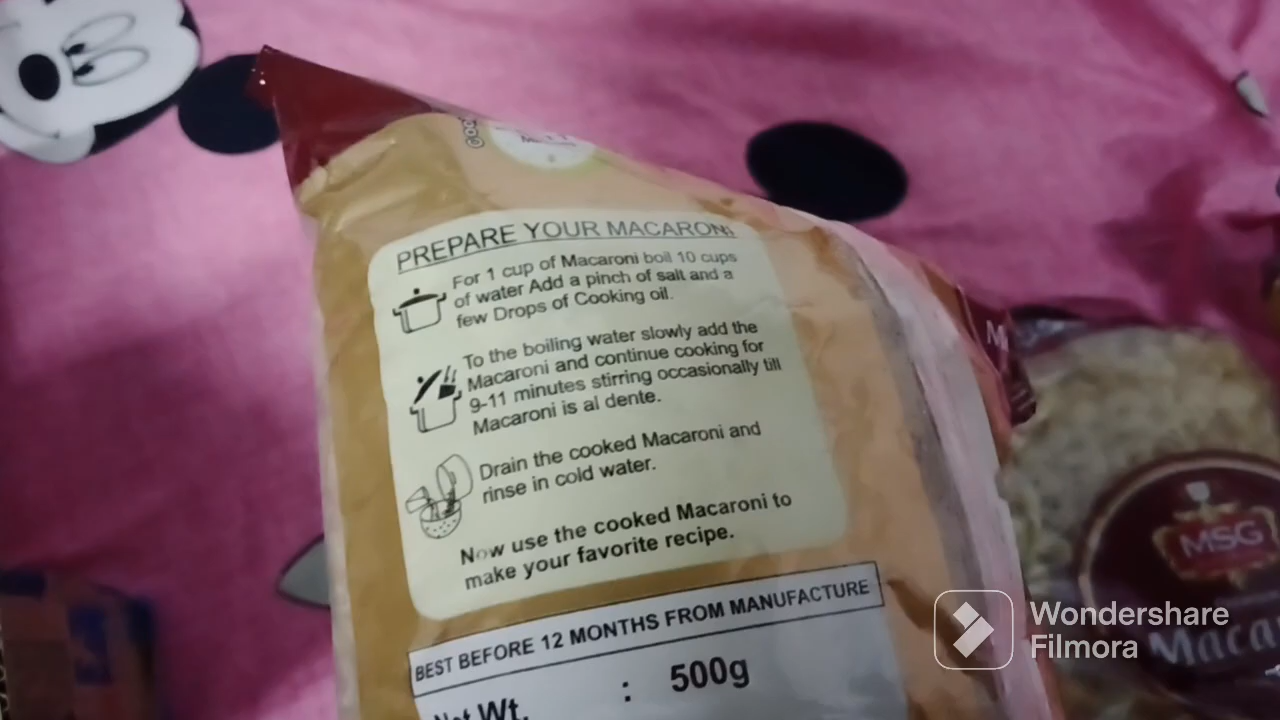 PREPARE YOUR MACARONI
For 1 cup of Macaroni boil 10 cups
of water Add a pinch of salt and a
few Drops of Cooking oil.
To the boiling water slowly add the
Macaroni and continue cooking for
9-11 minutes stirring occasionally till
Macaroni is al dente.
Drain the cooked Macaroni and
rinse in cold water.
Now use the cooked Macaroni to
make your favorite recipe.
BEST BEFORE 12 MONTHS FROM MANUFACTURE
Net Wt. : 500g
MSG
Wondershare
Filmora